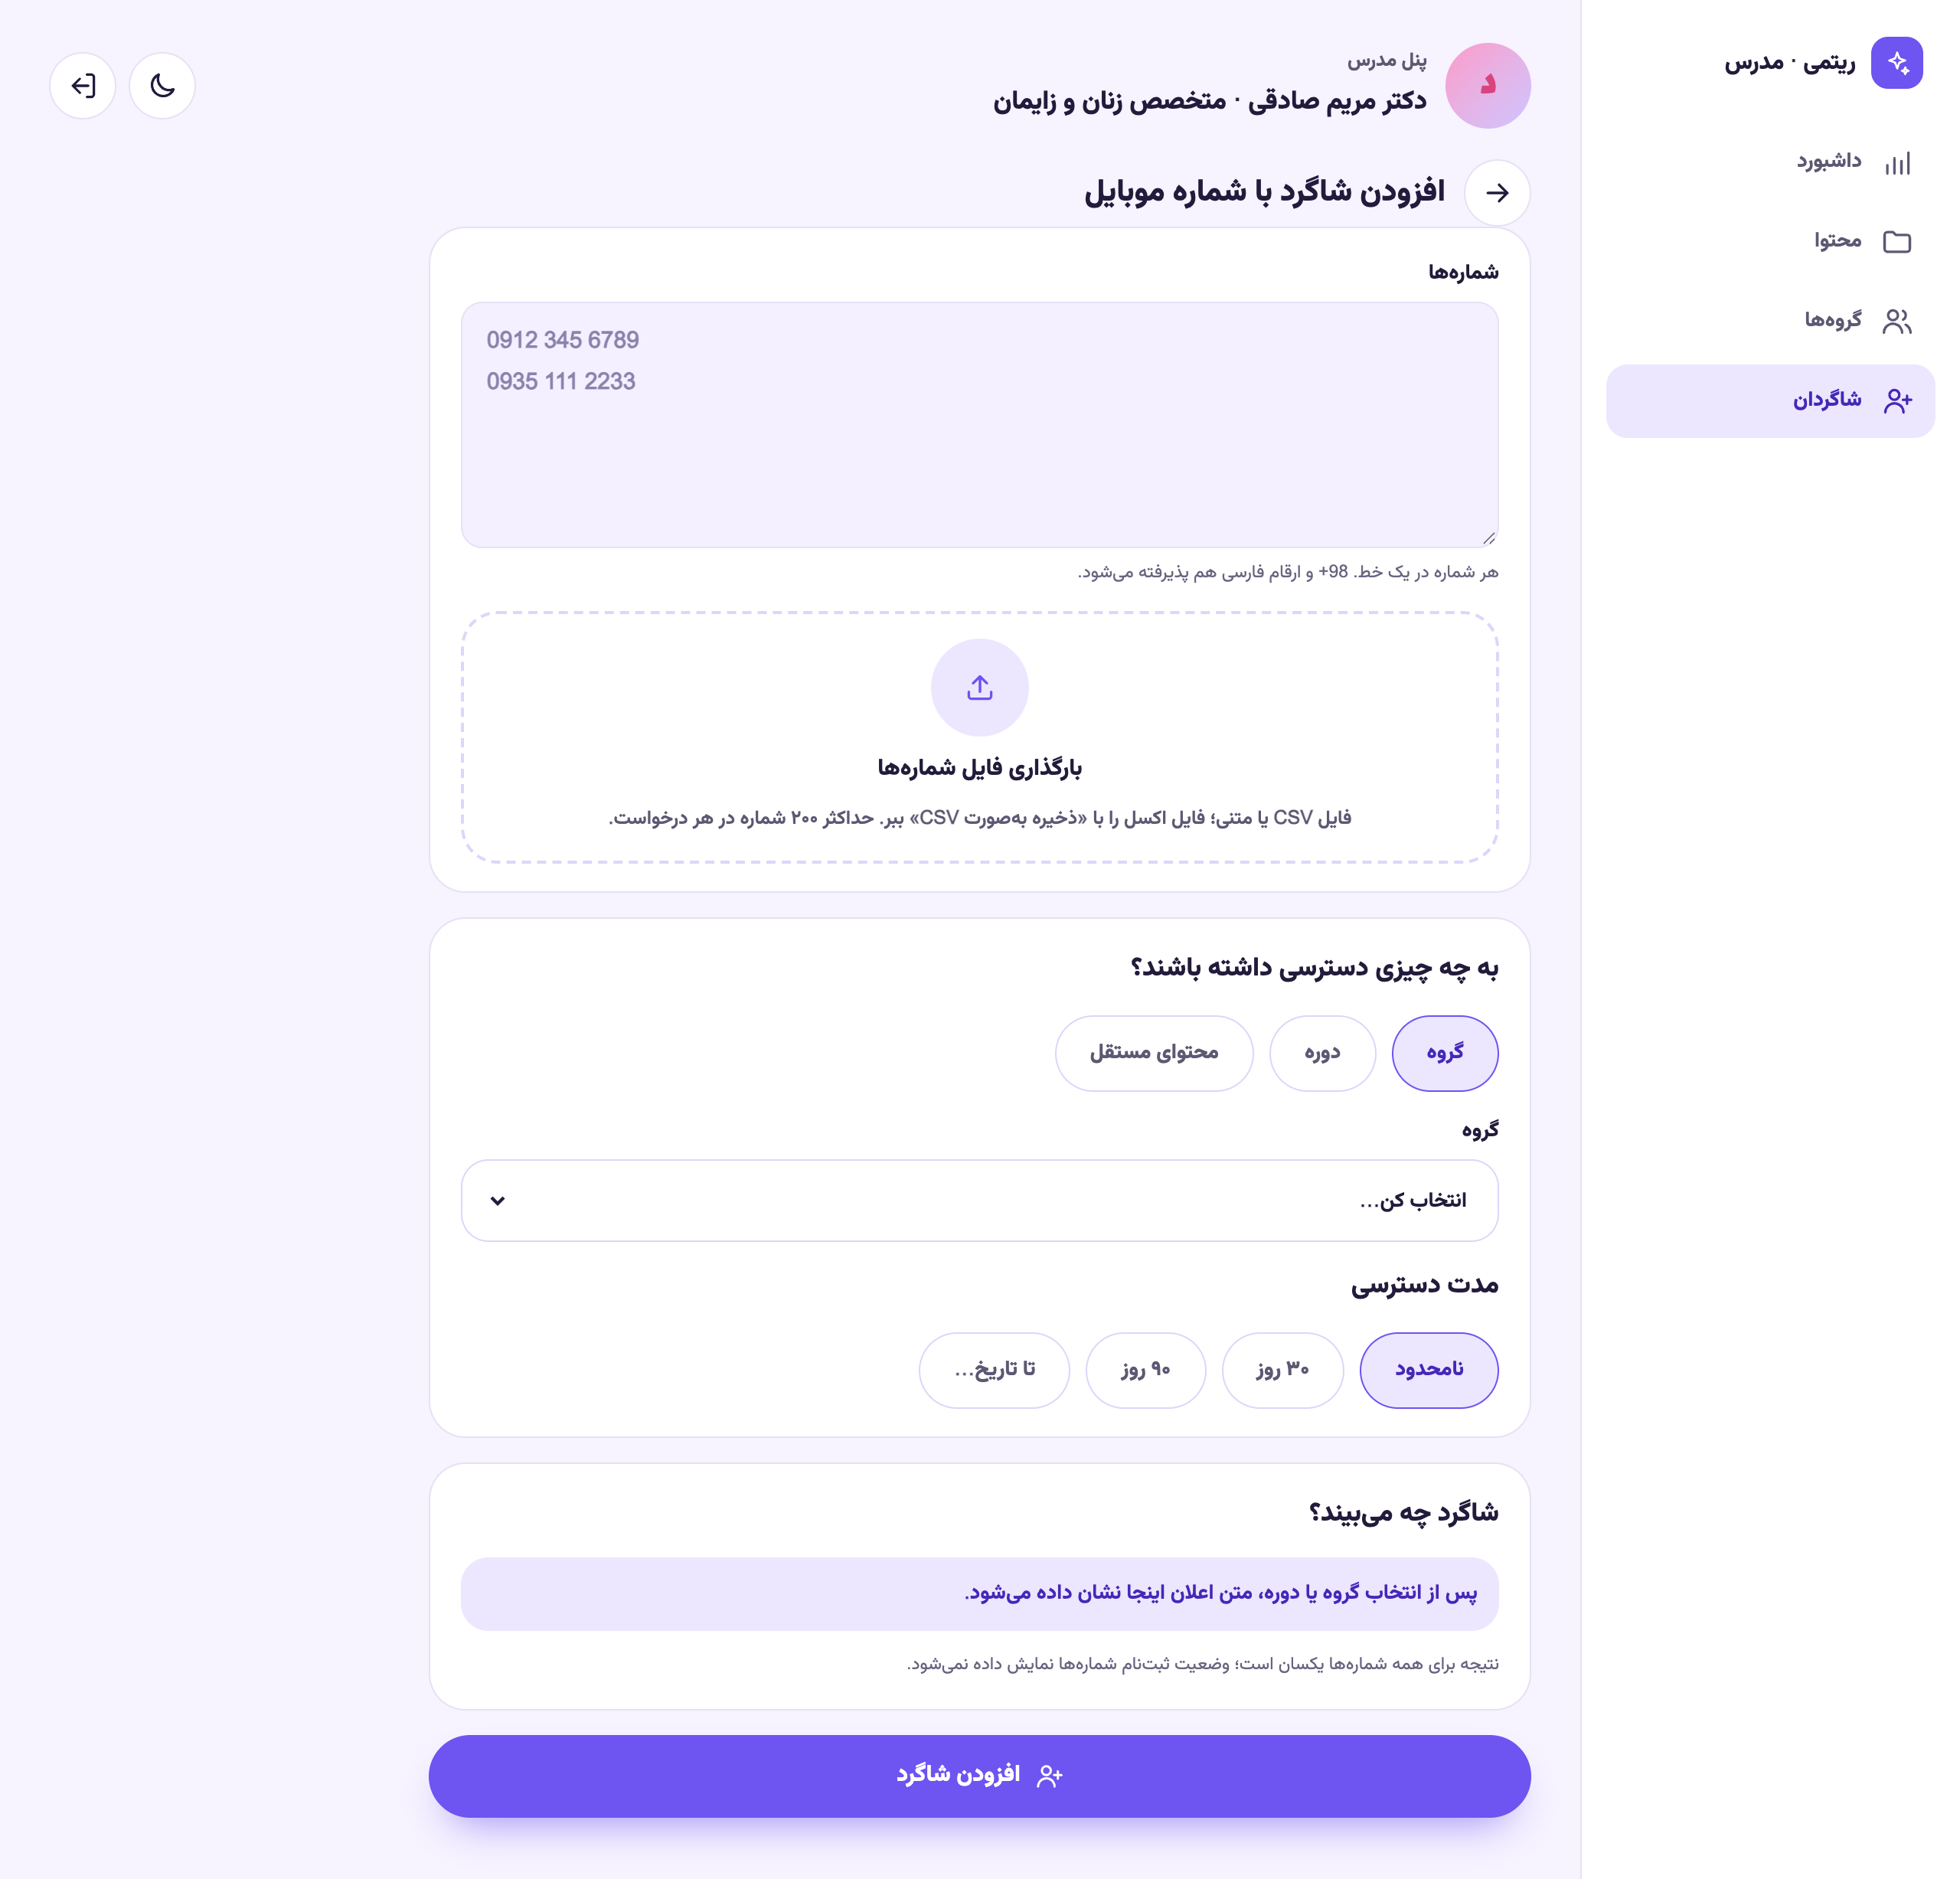 ریتمی · مدرس
داشبورد
محتوا
گروه‌ها
شاگردان
پنل مدرس
دکتر مریم صادقی · متخصص زنان و زایمان
د
افزودن شاگرد با شماره موبایل
شماره‌ها
0912 345 6789
0935 111 2233
هر شماره در یک خط. 98+ و ارقام فارسی هم پذیرفته می‌شود.
بارگذاری فایل شماره‌ها
فایل CSV یا متنی؛ فایل اکسل را با «ذخیره به‌صورت CSV» ببر. حداکثر ۲۰۰ شماره در هر درخواست.
به چه چیزی دسترسی داشته باشند؟
گروه
دوره
محتوای مستقل
گروه
انتخاب کن…
مدت دسترسی
نامحدود
۳۰ روز
۹۰ روز
تا تاریخ…
شاگرد چه می‌بیند؟
پس از انتخاب گروه یا دوره، متن اعلان اینجا نشان داده می‌شود.
نتیجه برای همه شماره‌ها یکسان است؛ وضعیت ثبت‌نام شماره‌ها نمایش داده نمی‌شود.
افزودن شاگرد